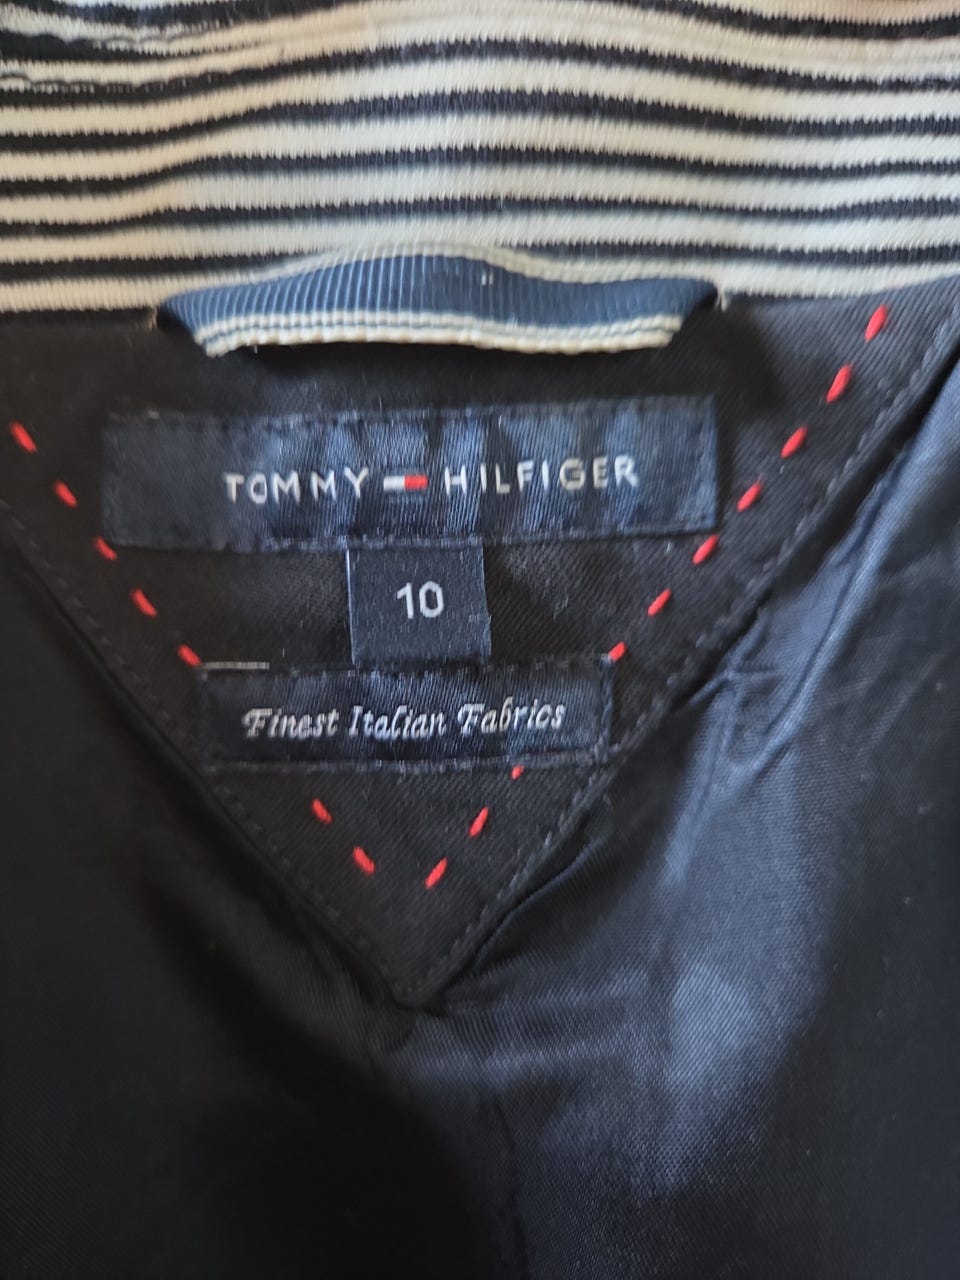 TOMMY HILFIGER
10
Finest Italian Fabrics